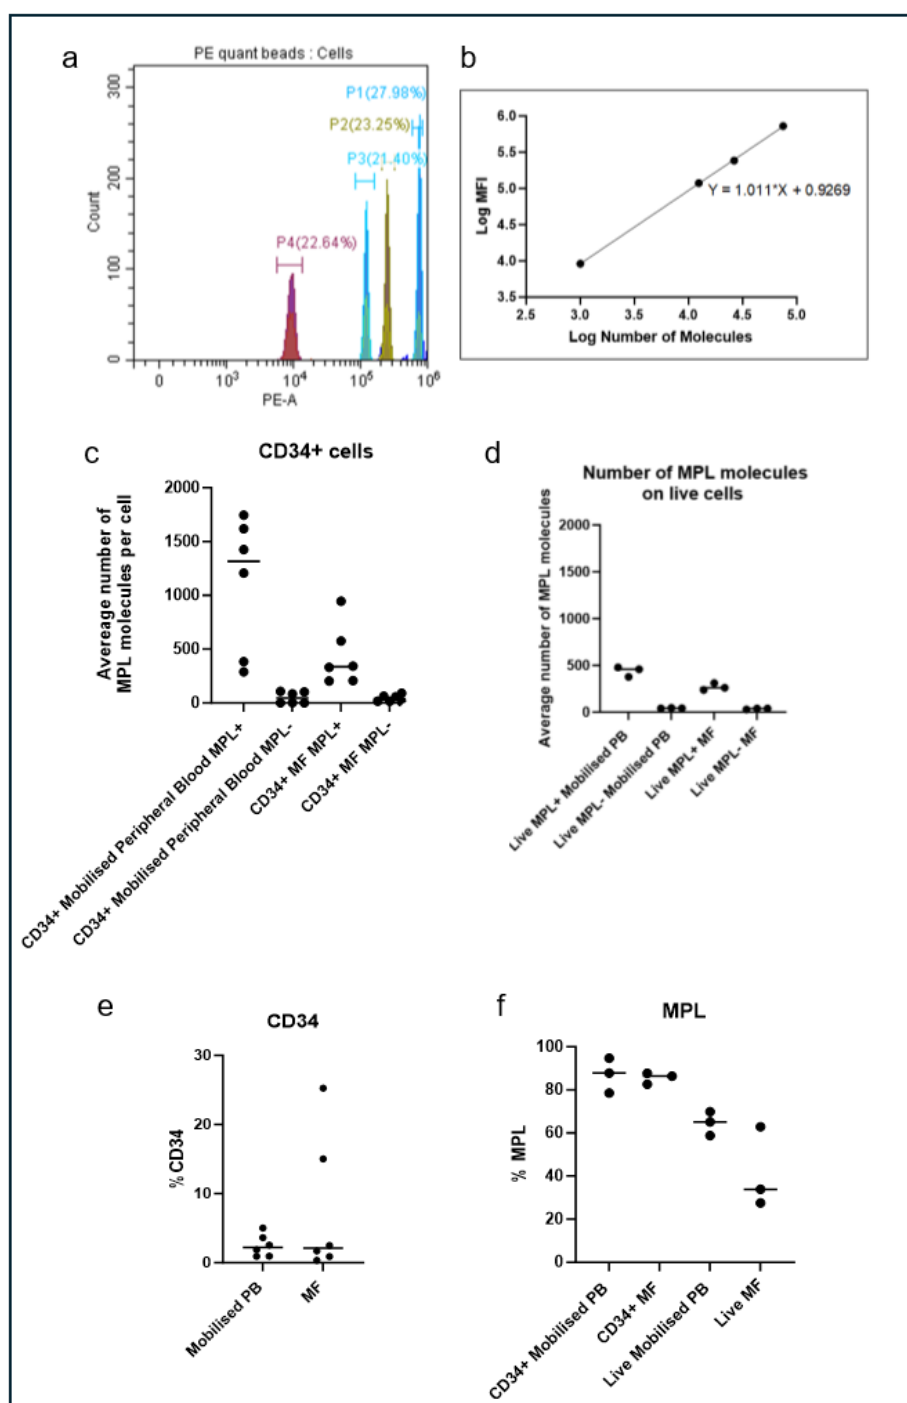 a
PE quant beads : Cells
P1(27.98%)
P2(23.25%)
P3(21.40%)
P4(22.64%)
300
200
100
0
Count
0 10³ 10⁴ 10⁵ 10⁶
PE-A
b
6.0
5.5
5.0
4.5
4.0
3.5
Log MFI
Y = 1.011*X + 0.9269
2.5 3.0 3.5 4.0 4.5 5.0
Log Number of Molecules
c
CD34+ cells
Avereage number of
MPL molecules per cell
2000
1500
1000
500
0
CD34+ Mobilised Peripheral Blood MPL+
CD34+ Mobilised Peripheral Blood MPL-
CD34+ MF MPL+
CD34+ MF MPL-
d
Number of MPL molecules
on live cells
Average number of MPL molecules
2000
1500
1000
500
0
Live MPL+ Mobilised PB
Live MPL- Mobilised PB
Live MPL+ MF
Live MPL- MF
e
CD34
% CD34
30
20
10
0
Mobilised PB
MF
f
MPL
% MPL
100
80
60
40
20
0
CD34+ Mobilised PB
CD34+ MF
Live Mobilised PB
Live MF